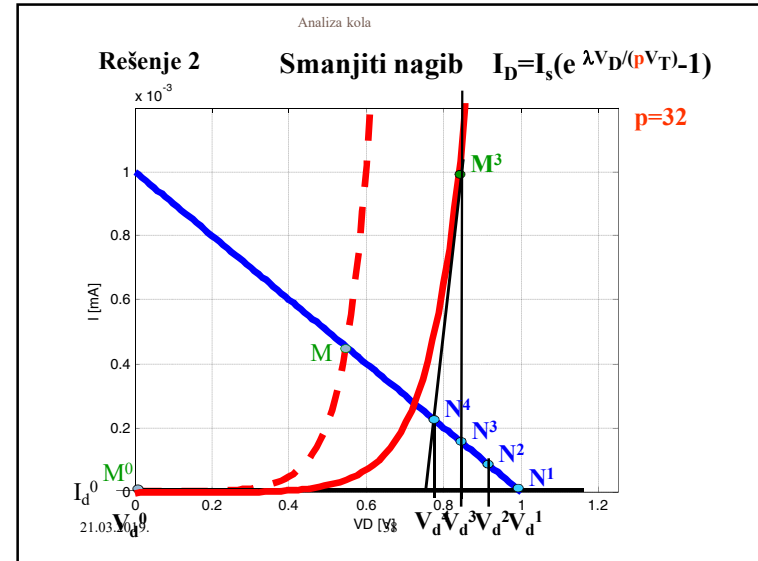 Analiza kola
Rešenje 2 Smanjiti nagib I_D=I_s(e^λV_D/(pV_T)-1)
p=32
x 10^-3
1
0.8
0.6
0.4
0.2
0
I [mA]
M^3
M
N^4
N^3
N^2
N^1
M^0
I_d^0
0 0.2 0.4 0.6 0.8 1 1.2
V_d^0
VD [V]
V_d^4 V_d^3 V_d^2 V_d^1
21.03.2019.
38